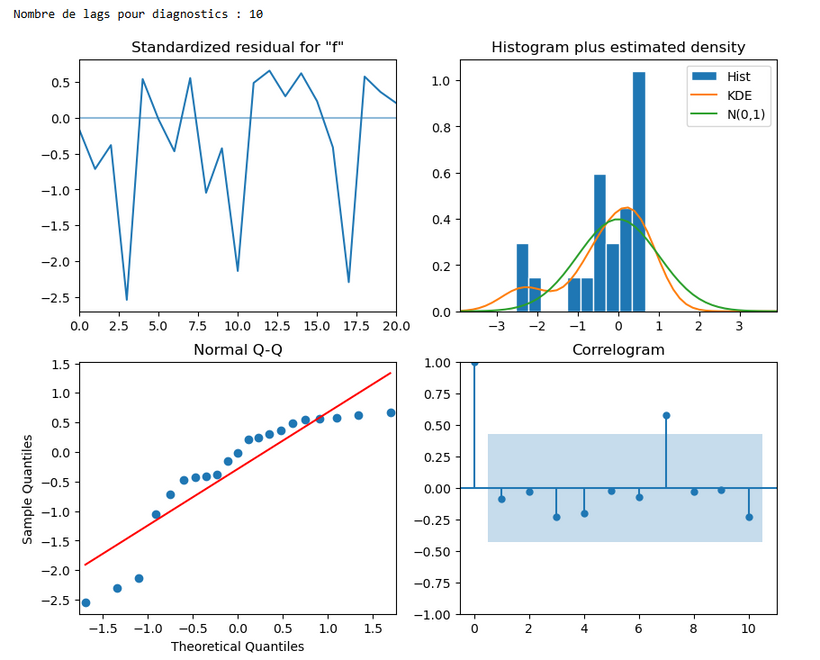 Nombre de lags pour diagnostics : 10
Standardized residual for "f"
0.5
0.0
−0.5
−1.0
−1.5
−2.0
−2.5
0.0 2.5 5.0 7.5 10.0 12.5 15.0 17.5 20.0
Histogram plus estimated density
Hist
KDE
N(0,1)
1.0
0.8
0.6
0.4
0.2
0.0
−3 −2 −1 0 1 2 3
Normal Q-Q
Sample Quantiles
1.5
1.0
0.5
0.0
−0.5
−1.0
−1.5
−2.0
−2.5
−1.5 −1.0 −0.5 0.0 0.5 1.0 1.5
Theoretical Quantiles
Correlogram
1.00
0.75
0.50
0.25
0.00
−0.25
−0.50
−0.75
−1.00
0 2 4 6 8 10